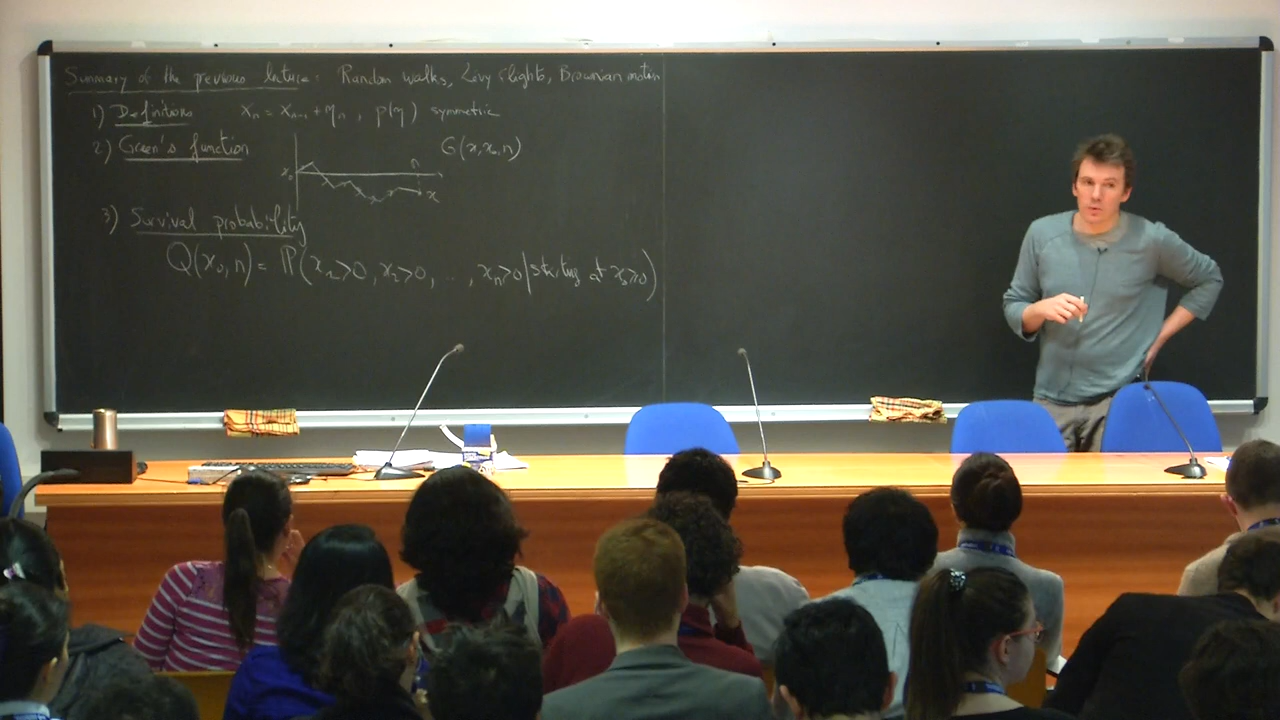 Summary of the previous lecture: Random walks, Lévy flights, Brownian motion
1) Definitions xₙ = xₙ₋₁ + ηₙ , p(η) symmetric
2) Green's function x₀ n x G(x,x₀,n)
3) Survival probability
Q(x₀,n) = ℙ(x₁>0, x₂>0, ..., xₙ>0 | starting at x₀≥0)